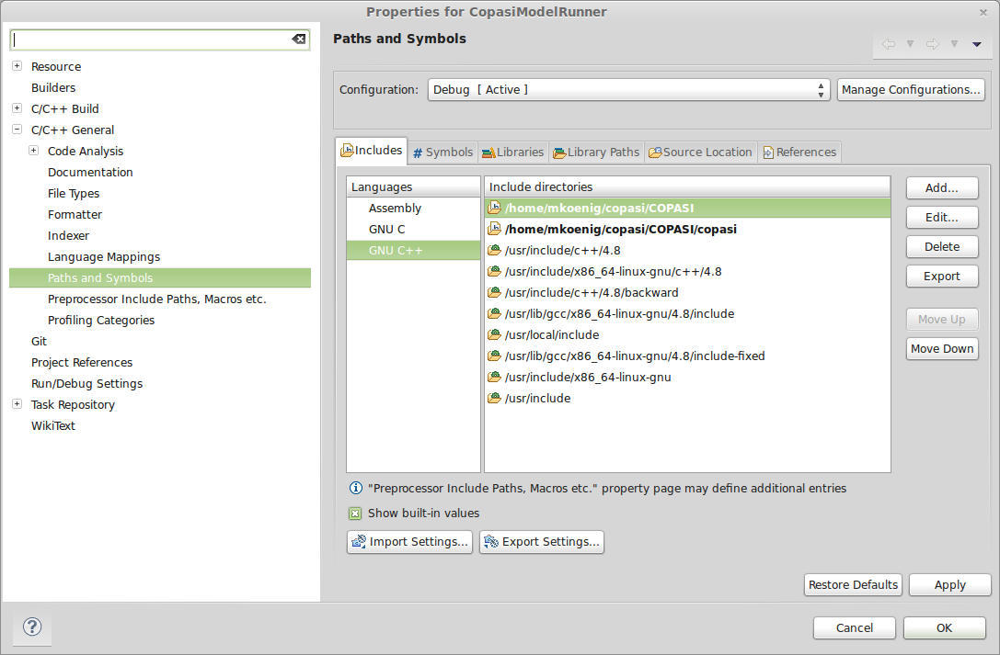 Properties for CopasiModelRunner
Resource
Builders
C/C++ Build
C/C++ General
Code Analysis
Documentation
File Types
Formatter
Indexer
Language Mappings
Paths and Symbols
Preprocessor Include Paths, Macros etc.
Profiling Categories
Git
Project References
Run/Debug Settings
Task Repository
WikiText
Paths and Symbols
Configuration: Debug [ Active ] Manage Configurations...
Includes # Symbols Libraries Library Paths Source Location References
Languages
Assembly
GNU C
GNU C++
Include directories
/home/mkoenig/copasi/COPASI
/home/mkoenig/copasi/COPASI/copasi
/usr/include/c++/4.8
/usr/include/x86_64-linux-gnu/c++/4.8
/usr/include/c++/4.8/backward
/usr/lib/gcc/x86_64-linux-gnu/4.8/include
/usr/local/include
/usr/lib/gcc/x86_64-linux-gnu/4.8/include-fixed
/usr/include/x86_64-linux-gnu
/usr/include
Add...
Edit...
Delete
Export
Move Up
Move Down
"Preprocessor Include Paths, Macros etc." property page may define additional entries
Show built-in values
Import Settings... Export Settings...
Restore Defaults Apply
? Cancel OK